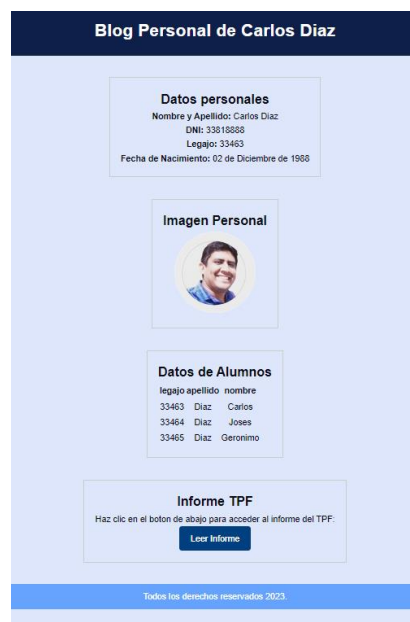 Blog Personal de Carlos Diaz
Datos personales
Nombre y Apellido: Carlos Diaz
DNI: 33818888
Legajo: 33463
Fecha de Nacimiento: 02 de Diciembre de 1988
Imagen Personal
Datos de Alumnos
legajo apellido nombre
33463 Diaz Carlos
33464 Diaz Joses
33465 Diaz Geronimo
Informe TPF
Haz clic en el boton de abajo para acceder al informe del TPF:
Leer Informe
Todos los derechos reservados 2023.